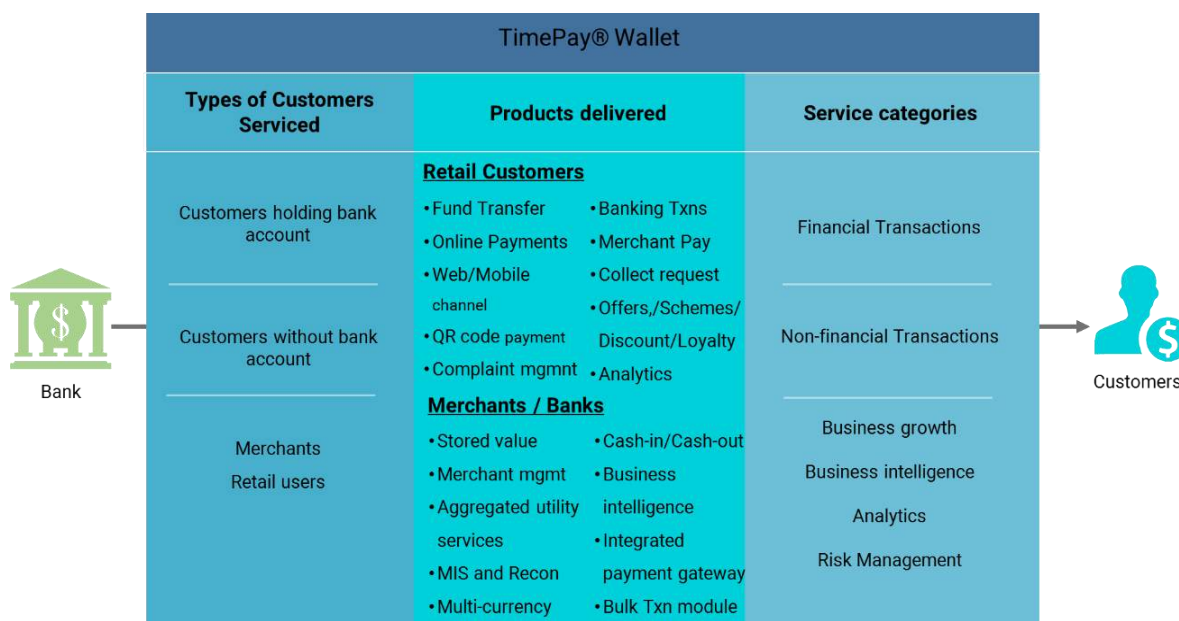 TimePay® Wallet
Types of Customers
Serviced
Products delivered
Service categories
Bank
Customers holding bank
account
Customers without bank
account
Merchants
Retail users
Retail Customers
•Fund Transfer
•Online Payments
•Web/Mobile
channel
•QR code payment
•Complaint mgmnt
•Banking Txns
•Merchant Pay
•Collect request
•Offers,/Schemes/
Discount/Loyalty
•Analytics
Merchants / Banks
•Stored value
•Merchant mgmt
•Aggregated utility
services
•MIS and Recon
•Multi-currency
•Cash-in/Cash-out
•Business
intelligence
•Integrated
payment gateway
•Bulk Txn module
Financial Transactions
Non-financial Transactions
Business growth
Business intelligence
Analytics
Risk Management
Customers